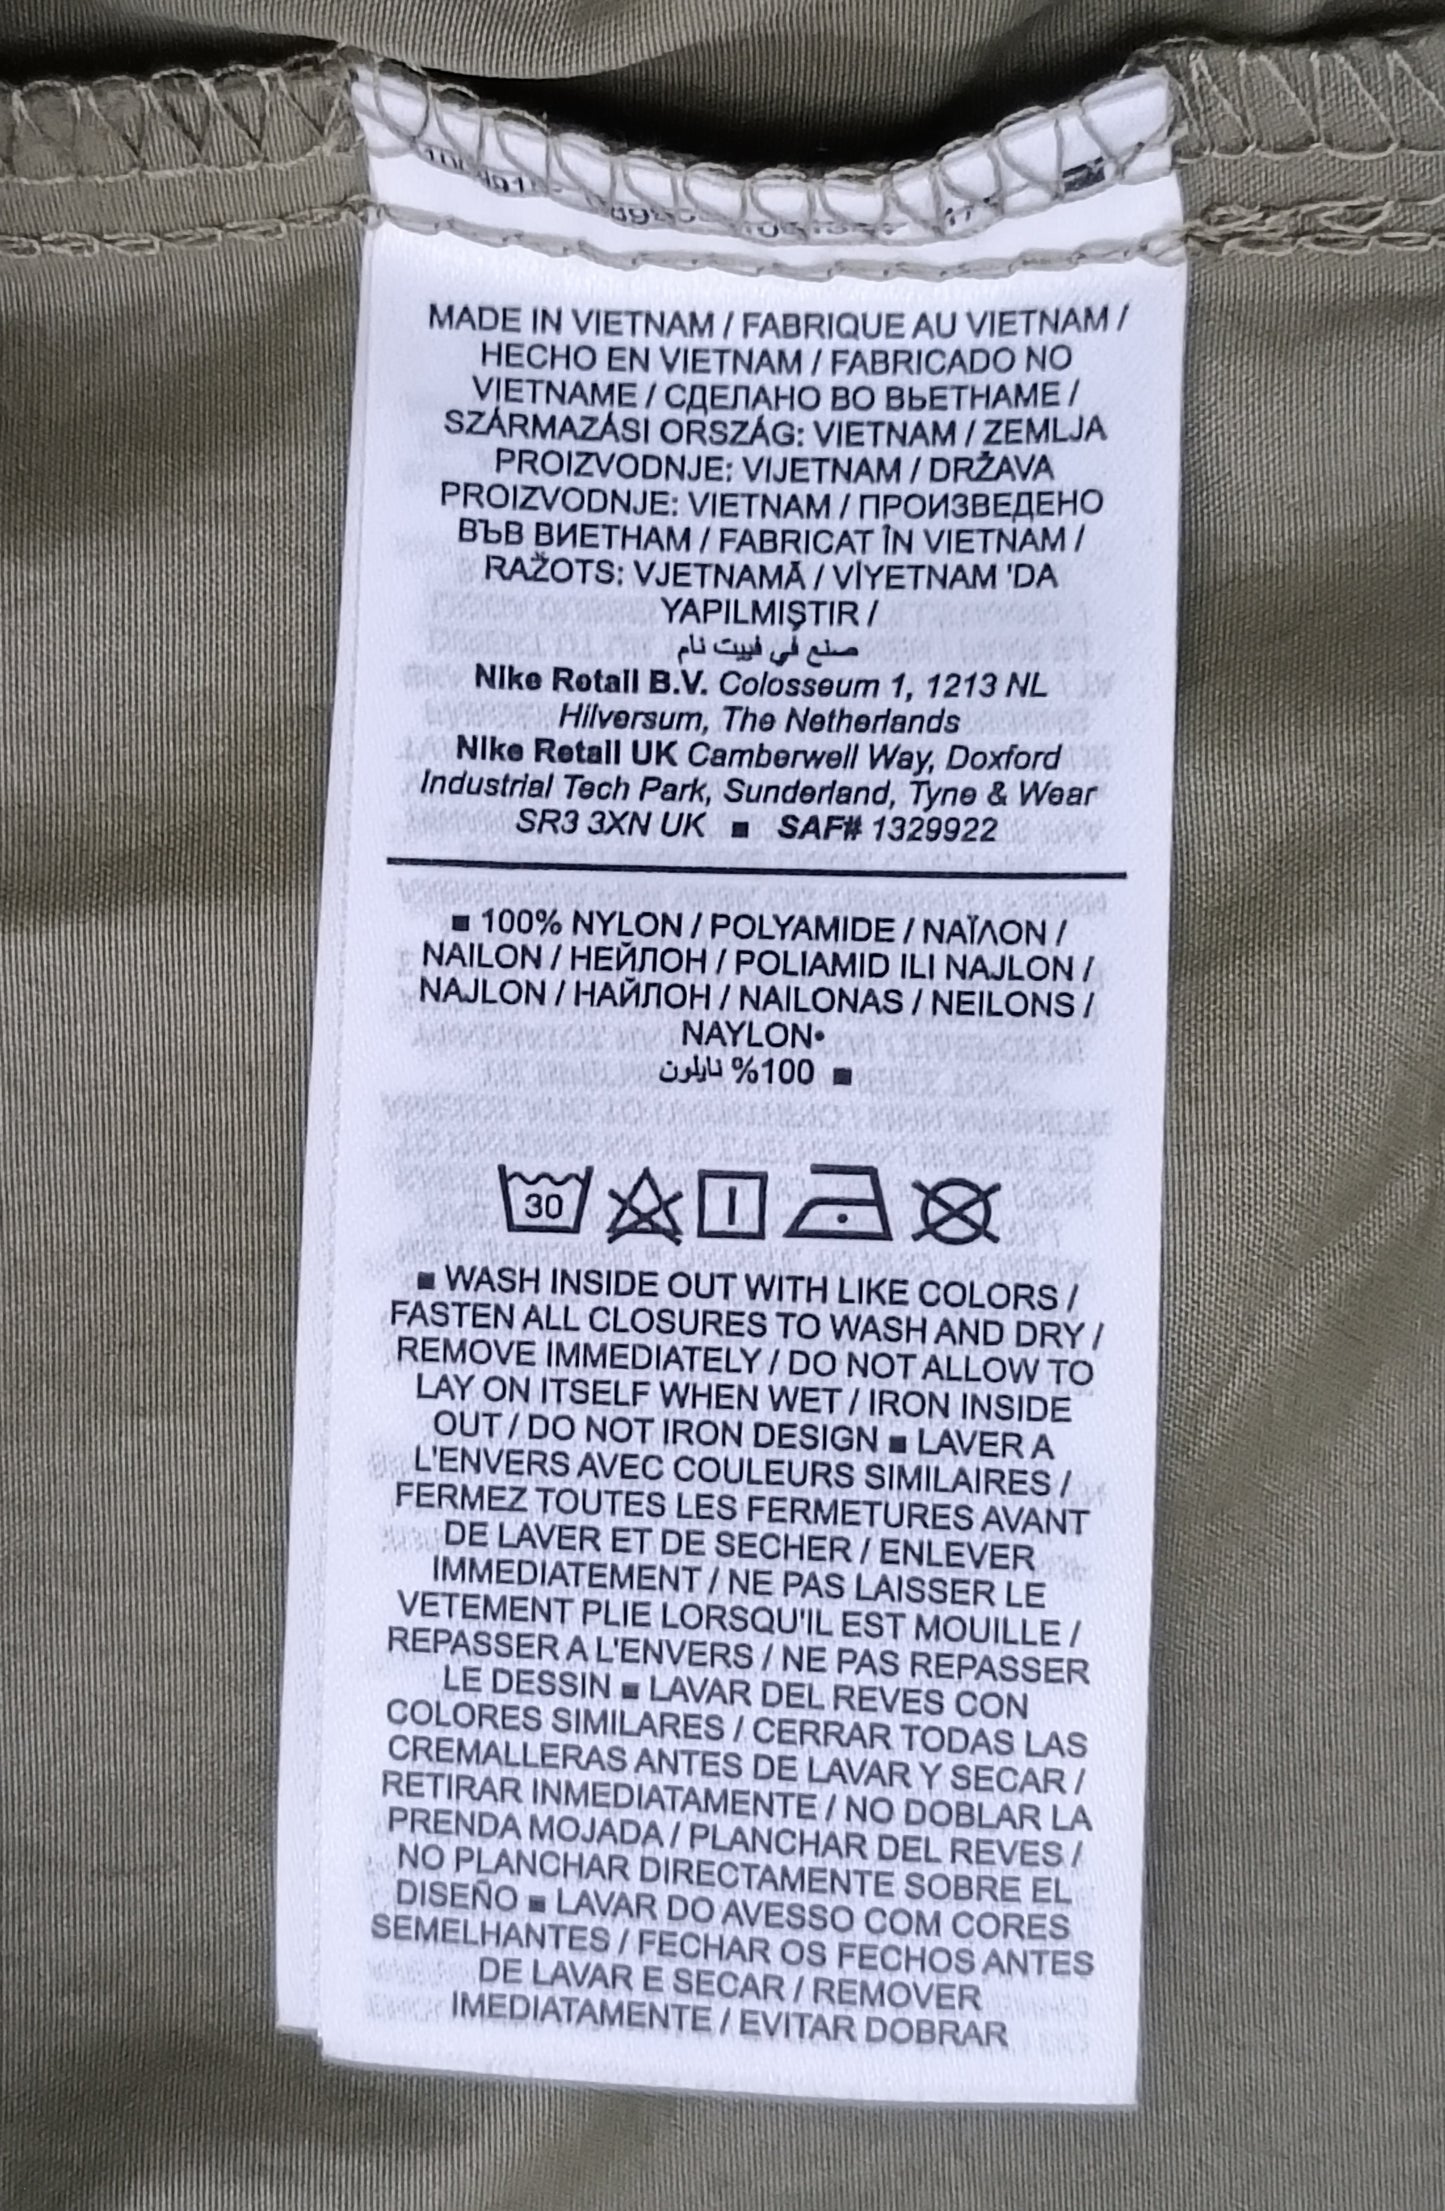 MADE IN VIETNAM / FABRIQUE AU VIETNAM /
HECHO EN VIETNAM / FABRICADO NO
VIETNAME / СДЕЛАНО ВО ВЬЕТНАМЕ /
SZÁRMAZÁSI ORSZÁG: VIETNAM / ZEMLJA
PROIZVODNJE: VIJETNAM / DRŽAVA
PROIZVODNJE: VIETNAM / ПРОИЗВЕДЕНО
ВЪВ ВИЕТНАМ / FABRICAT ÎN VIETNAM /
RAŽOTS: VJETNAMĀ / VİYETNAM 'DA
YAPILMIŞTIR /
صنع في فييت نام
Nike Retail B.V. Colosseum 1, 1213 NL
Hilversum, The Netherlands
Nike Retail UK Camberwell Way, Doxford
Industrial Tech Park, Sunderland, Tyne & Wear
SR3 3XN UK ■ SAF# 1329922
■ 100% NYLON / POLYAMIDE / ΝΑΪΛΟΝ /
NAILON / НЕЙЛОН / POLIAMID ILI NAJLON /
NAJLON / НАЙЛОН / NAILONAS / NEILONS /
NAYLON•
■ 100% نايلون
30
■ WASH INSIDE OUT WITH LIKE COLORS /
FASTEN ALL CLOSURES TO WASH AND DRY /
REMOVE IMMEDIATELY / DO NOT ALLOW TO
LAY ON ITSELF WHEN WET / IRON INSIDE
OUT / DO NOT IRON DESIGN ■ LAVER A
L'ENVERS AVEC COULEURS SIMILAIRES /
FERMEZ TOUTES LES FERMETURES AVANT
DE LAVER ET DE SECHER / ENLEVER
IMMEDIATEMENT / NE PAS LAISSER LE
VETEMENT PLIE LORSQU'IL EST MOUILLE /
REPASSER A L'ENVERS / NE PAS REPASSER
LE DESSIN ■ LAVAR DEL REVES CON
COLORES SIMILARES / CERRAR TODAS LAS
CREMALLERAS ANTES DE LAVAR Y SECAR /
RETIRAR INMEDIATAMENTE / NO DOBLAR LA
PRENDA MOJADA / PLANCHAR DEL REVES /
NO PLANCHAR DIRECTAMENTE SOBRE EL
DISEÑO ■ LAVAR DO AVESSO COM CORES
SEMELHANTES / FECHAR OS FECHOS ANTES
DE LAVAR E SECAR / REMOVER
IMEDIATAMENTE / EVITAR DOBRAR